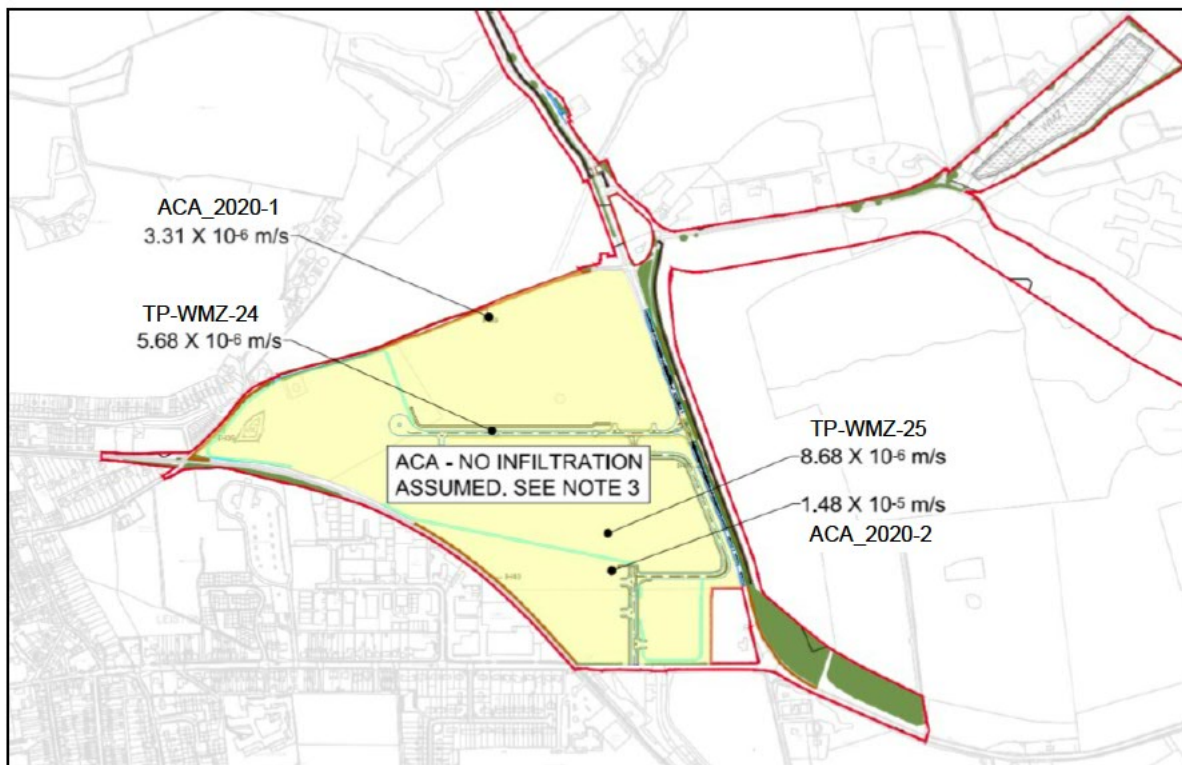 ACA_2020-1
3.31 X 10-6 m/s
TP-WMZ-24
5.68 X 10-6 m/s
ACA - NO INFILTRATION
ASSUMED. SEE NOTE 3
TP-WMZ-25
8.68 X 10-6 m/s
1.48 X 10-5 m/s
ACA_2020-2